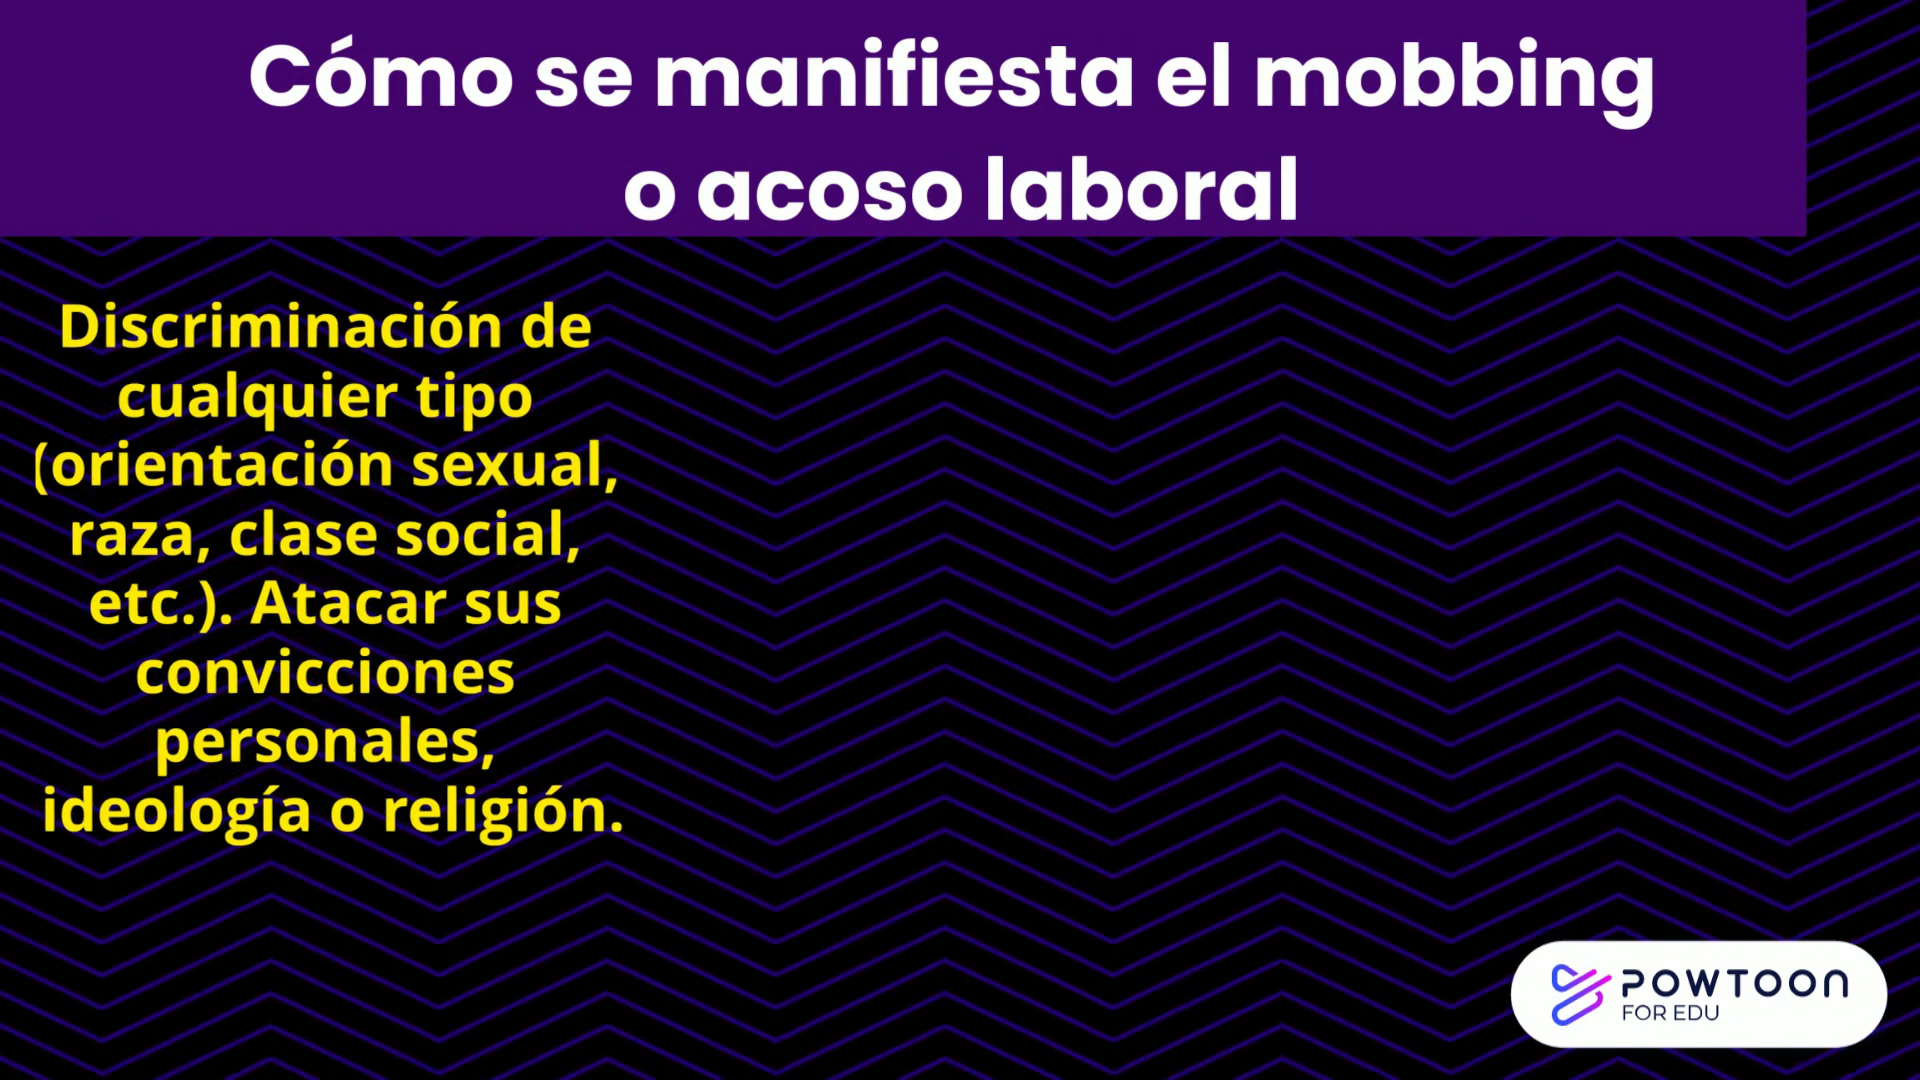 Cómo se manifiesta el mobbing
o acoso laboral
Discriminación de
cualquier tipo
(orientación sexual,
raza, clase social,
etc.). Atacar sus
convicciones
personales,
ideología o religión.
POWTOON
FOR EDU